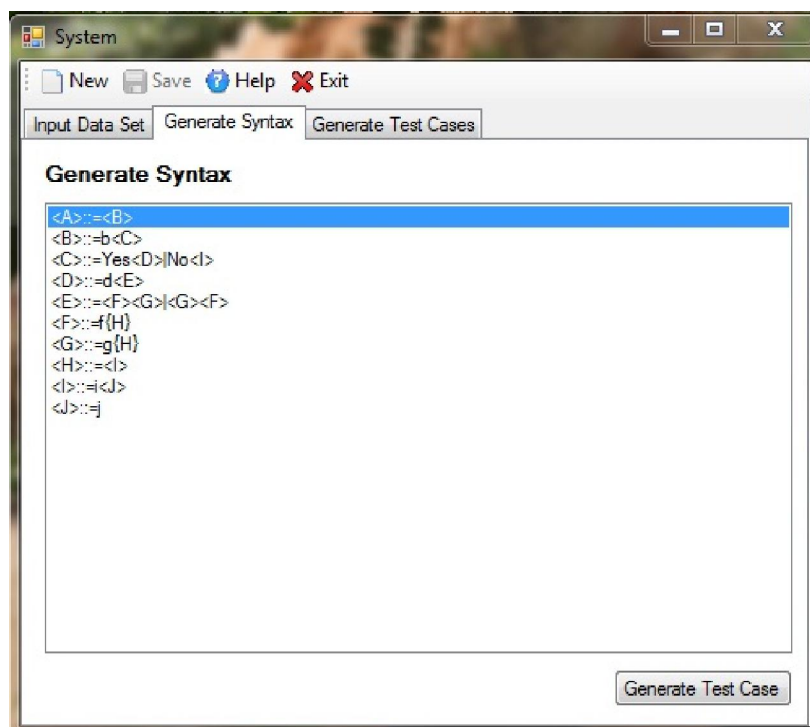 System
New Save Help Exit
Input Data Set Generate Syntax Generate Test Cases
Generate Syntax
<A>::=<B>
<B>::=b<C>
<C>::=Yes<D>|No<I>
<D>::=d<E>
<E>::=<F><G>|<G><F>
<F>::=f{H}
<G>::=g{H}
<H>::=<I>
<I>::=i<J>
<J>::=j
Generate Test Case